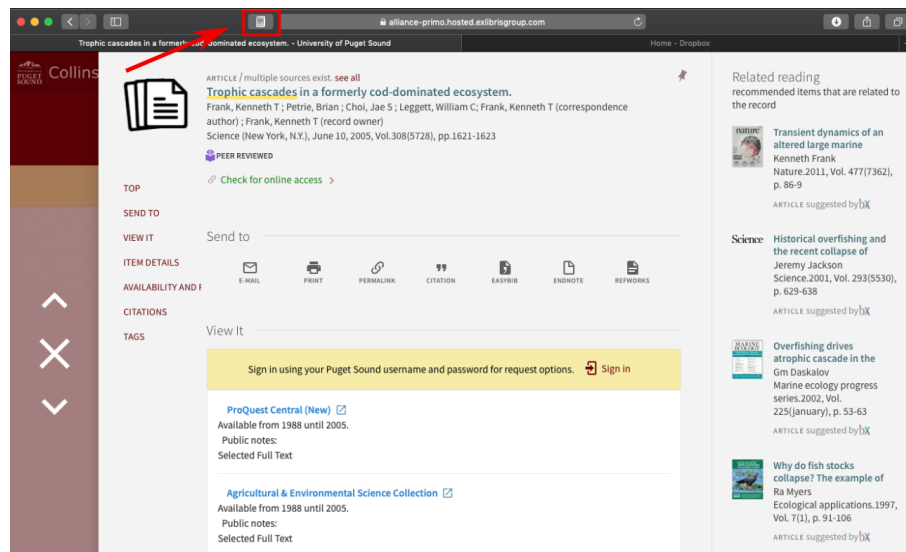 alliance-primo.hosted.exlibrisgroup.com
Trophic cascades in a formerly cod-dominated ecosystem. - University of Puget Sound
Home - Dropbox
PUGET SOUND
Collins
TOP
SEND TO
VIEW IT
ITEM DETAILS
AVAILABILITY AND F
CITATIONS
TAGS
ARTICLE / multiple sources exist. see all
Trophic cascades in a formerly cod-dominated ecosystem.
Frank, Kenneth T ; Petrie, Brian ; Choi, Jae S ; Leggett, William C; Frank, Kenneth T (correspondence
author) ; Frank, Kenneth T (record owner)
Science (New York, N.Y.), June 10, 2005, Vol.308(5728), pp.1621-1623
PEER REVIEWED
Check for online access >
Send to
E-MAIL
PRINT
PERMALINK
CITATION
EASYBIB
ENDNOTE
REFWORKS
View It
Sign in using your Puget Sound username and password for request options. Sign in
ProQuest Central (New)
Available from 1988 until 2005.
Public notes:
Selected Full Text
Agricultural & Environmental Science Collection
Available from 1988 until 2005.
Public notes:
Selected Full Text
Related reading
recommended items that are related to
the record
nature
Transient dynamics of an
altered large marine
Kenneth Frank
Nature.2011, Vol. 477(7362),
p. 86-9
ARTICLE suggested by bX
Science
Historical overfishing and
the recent collapse of
Jeremy Jackson
Science.2001, Vol. 293(5530),
p. 629-638
ARTICLE suggested by bX
MARINE ECOLOGY
Overfishing drives
atrophic cascade in the
Gm Daskalov
Marine ecology progress
series.2002, Vol.
225(january), p. 53-63
ARTICLE suggested by bX
Why do fish stocks
collapse? The example of
Ra Myers
Ecological applications.1997,
Vol. 7(1), p. 91-106
ARTICLE suggested by bX